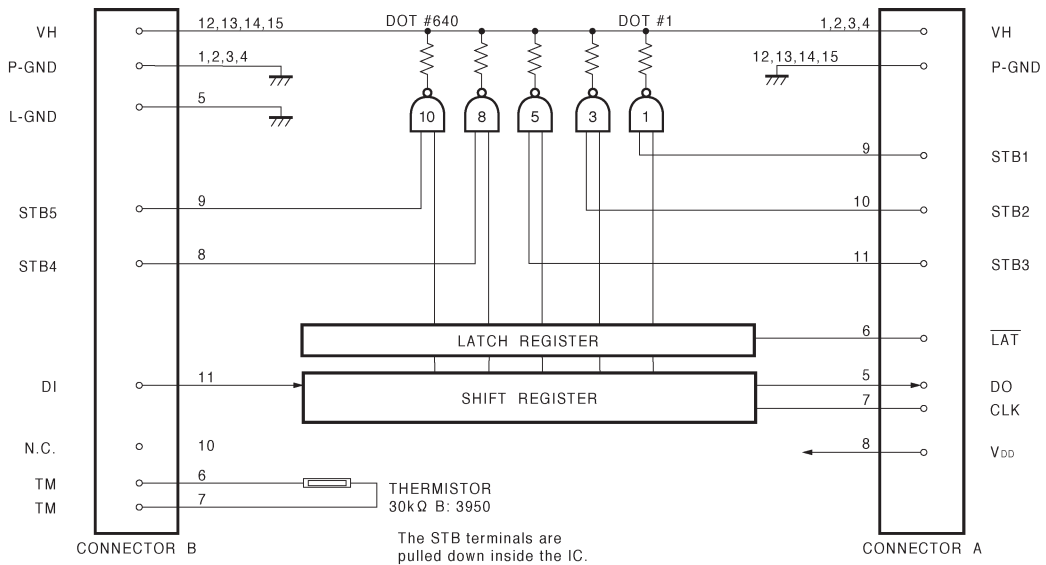 12,13,14,15
DOT #640
DOT #1
1,2,3,4
VH
VH
P-GND
1,2,3,4
12,13,14,15
P-GND
L-GND
5
10
8
5
3
1
9
STB1
STB5
9
10
STB2
STB4
8
11
STB3
LATCH REGISTER
6
LAT
DI
11
SHIFT REGISTER
5
DO
7
CLK
N.C.
10
8
VDD
TM
6
TM
7
THERMISTOR
30kΩ B: 3950
The STB terminals are
pulled down inside the IC.
CONNECTOR B
CONNECTOR A